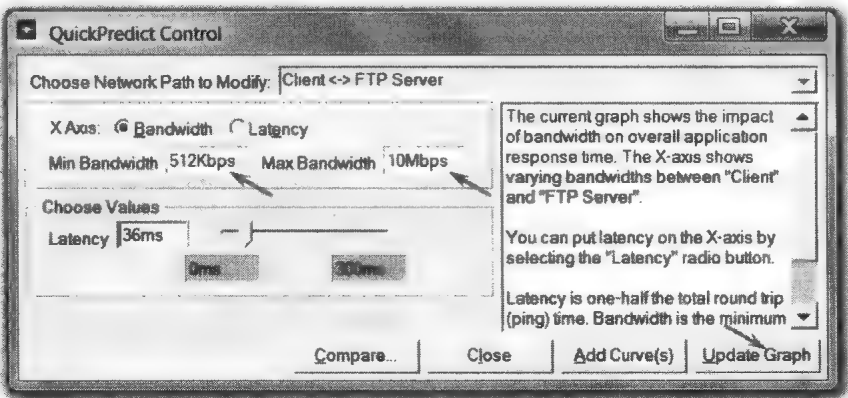 QuickPredict Control
Choose Network Path to Modify: Client <-> FTP Server
X Axis: Bandwidth Latency
Min Bandwidth 512Kbps Max Bandwidth 10Mbps
Choose Values
Latency 36ms
0ms 300ms
The current graph shows the impact
of bandwidth on overall application
response time. The X-axis shows
varying bandwidths between "Client"
and "FTP Server".
You can put latency on the X-axis by
selecting the "Latency" radio button.
Latency is one-half the total round trip
(ping) time. Bandwidth is the minimum
Compare... Close Add Curve(s) Update Graph